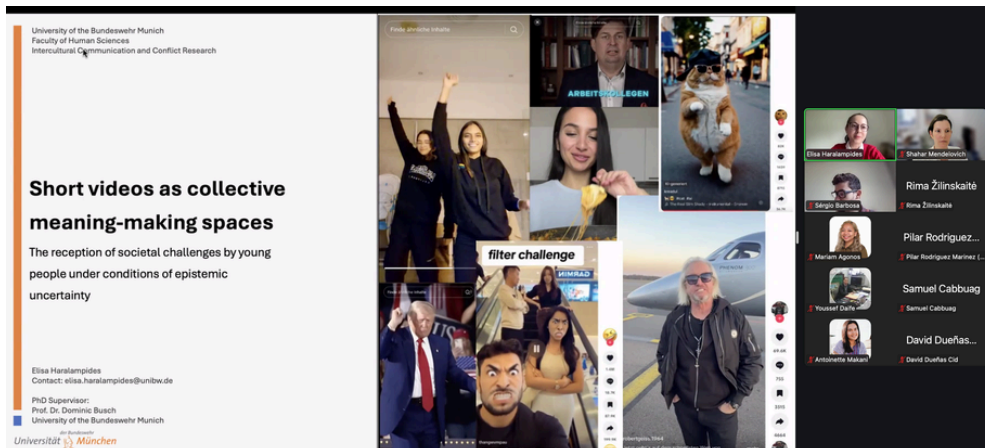 University of the Bundeswehr Munich
Faculty of Human Sciences
Intercultural Communication and Conflict Research
Short videos as collective
meaning-making spaces
The reception of societal challenges by young
people under conditions of epistemic
uncertainty
Elisa Haralampides
Contact: elisa.haralampides@unibw.de
PhD Supervisor:
Prof. Dr. Dominic Busch
University of the Bundeswehr Munich
der Bundeswehr
Universität München
Finde ähnliche Inhalte
ARBEITSKOLLEGEN
filter challenge
NIMRAD
PHENOM
Elisa Haralampides
Shahar Mendelovich
Sérgio Barbosa
Rima Žilinskaitė
Rima Žilinskaitė
Mariam Agonos
Pilar Rodriguez...
Pilar Rodriguez Marinez (...
Youssef Daife
Samuel Cabbuag
Samuel Cabbuag
Antoinette Makani
David Dueñas...
David Dueñas Cid